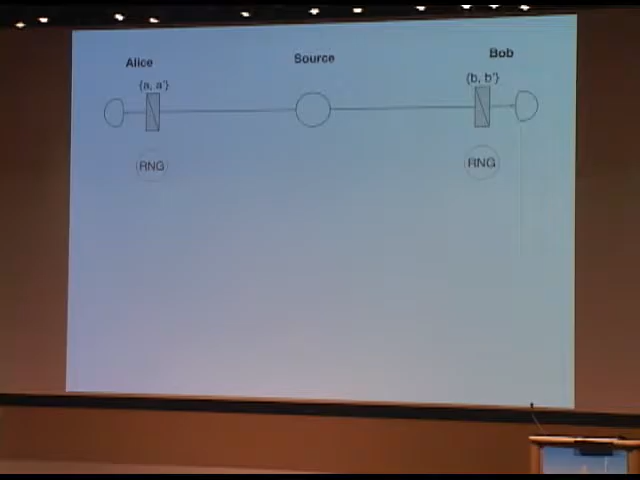 Alice
Source
Bob
{a, a'}
{b, b'}
RNG
RNG